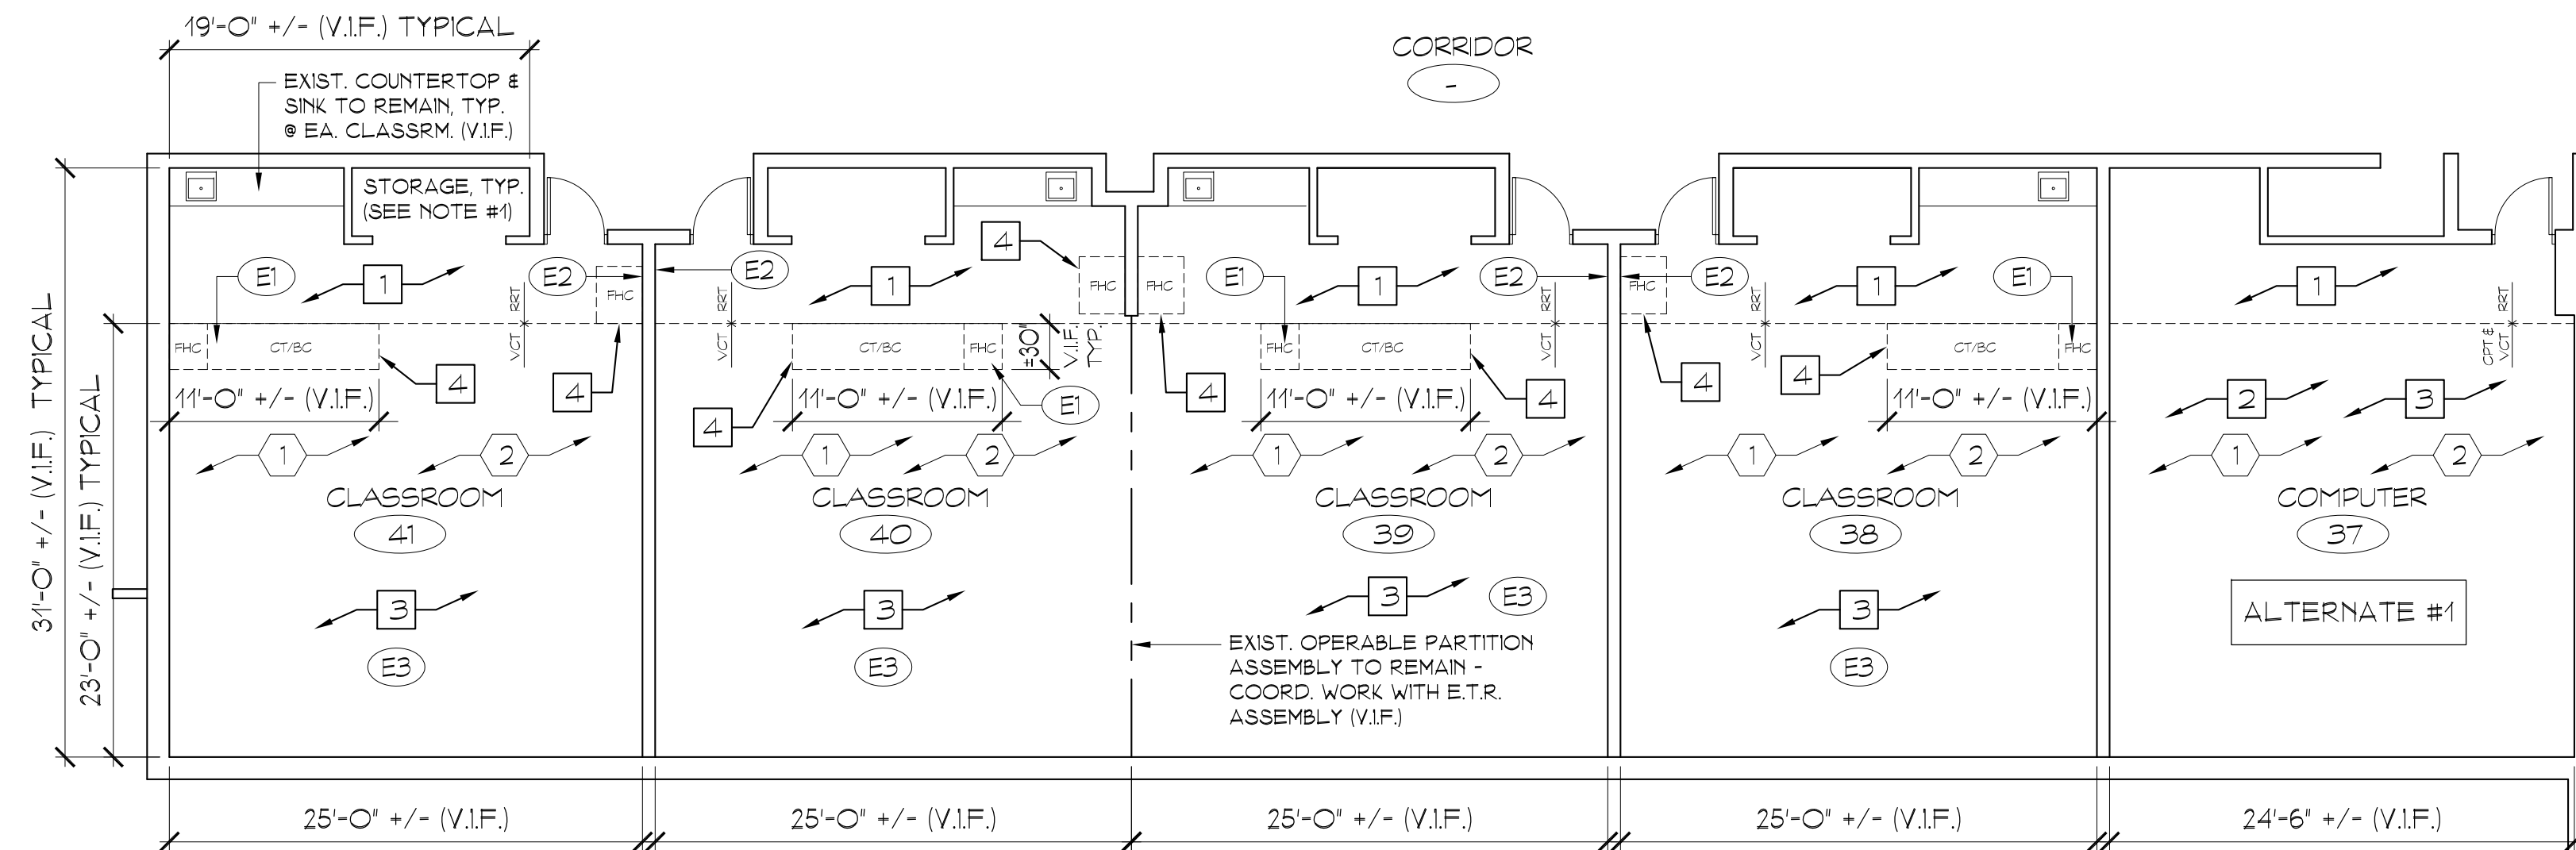 19'-0" +/- (V.I.F.) TYPICAL
CORRIDOR
-
EXIST. COUNTERTOP &
SINK TO REMAIN, TYP.
@ EA. CLASSRM. (V.I.F.)
STORAGE, TYP.
(SEE NOTE #1)
31'-0" +/- (V.I.F.) TYPICAL
23'-0" +/- (V.I.F.) TYPICAL
E1
1
E2
FHC
VCT
RRT
FHC
CT/BC
4
4
11'-0" +/- (V.I.F.)
1
2
CLASSROOM
41
3
E3
E2
1
4
FHC
VCT
RRT
CT/BC
FHC
±30"
V.I.F.
TYP.
4
11'-0" +/- (V.I.F.)
E1
1
2
CLASSROOM
40
3
E3
FHC
E1
1
E2
VCT
RRT
FHC
CT/BC
4
4
11'-0" +/- (V.I.F.)
1
2
CLASSROOM
39
3
E3
EXIST. OPERABLE PARTITION
ASSEMBLY TO REMAIN -
COORD. WORK WITH E.T.R.
ASSEMBLY (V.I.F.)
FHC
E2
1
E1
VCT
RRT
CT/BC
FHC
4
4
11'-0" +/- (V.I.F.)
1
2
CLASSROOM
38
3
E3
1
CPT &
VCT
RRT
2
3
1
2
COMPUTER
37
ALTERNATE #1
25'-0" +/- (V.I.F.)
25'-0" +/- (V.I.F.)
25'-0" +/- (V.I.F.)
25'-0" +/- (V.I.F.)
24'-6" +/- (V.I.F.)